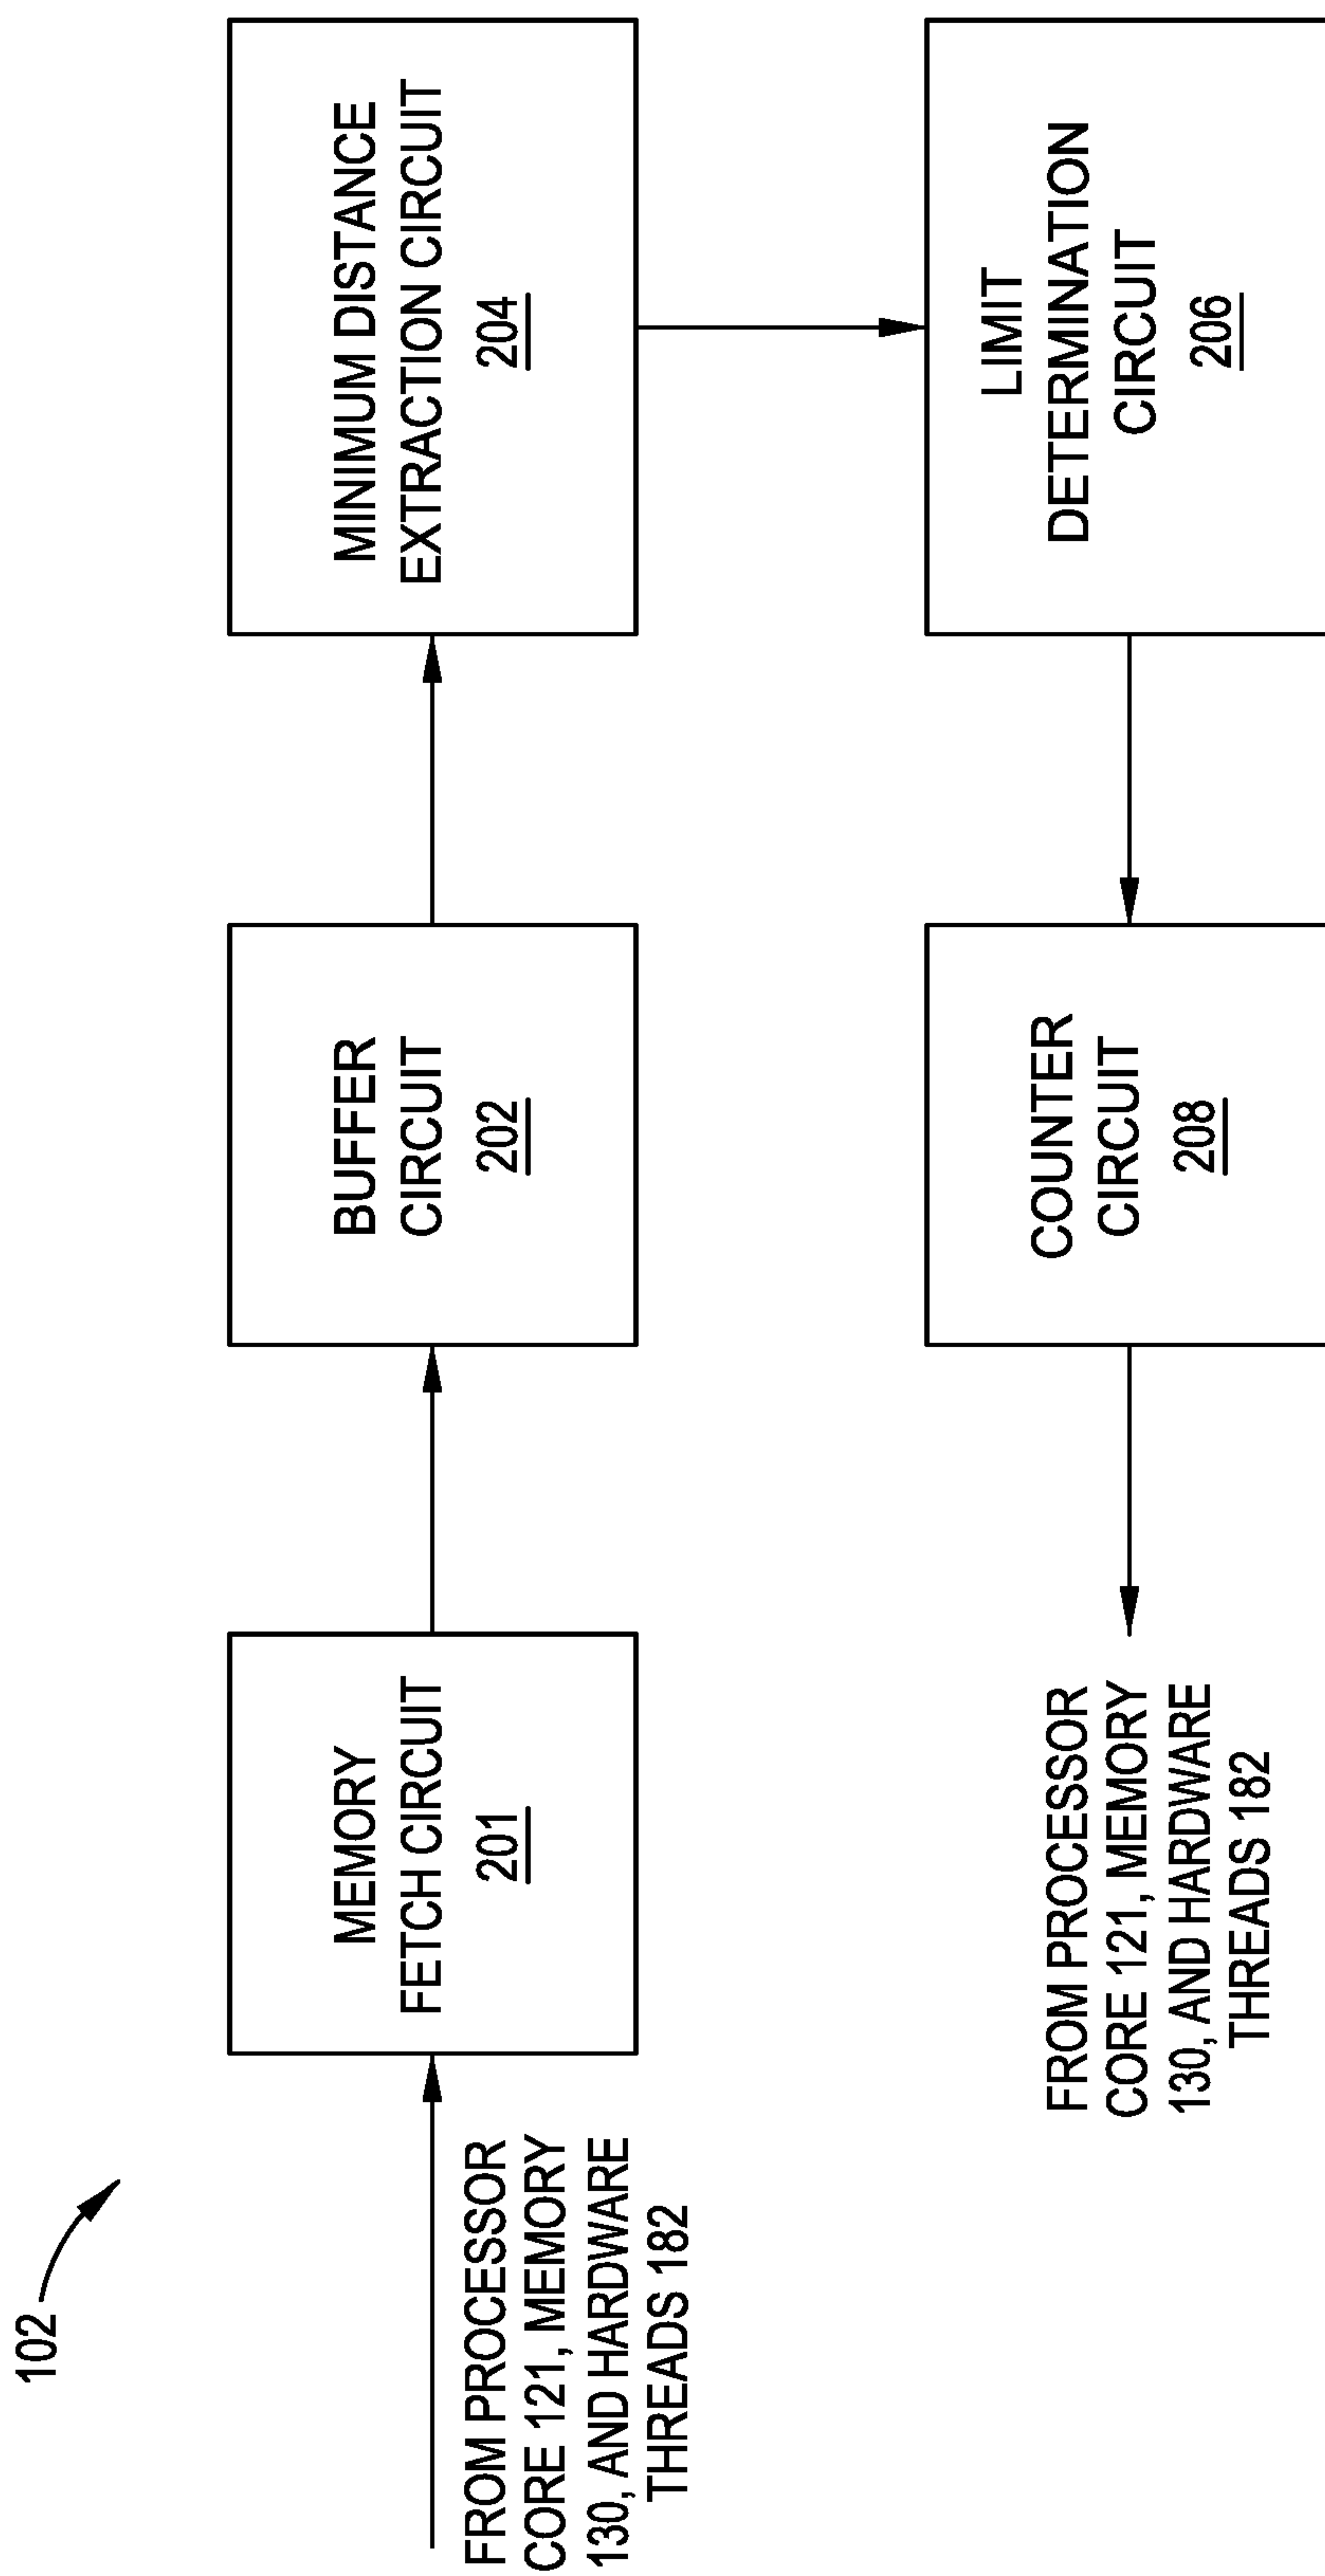 102
FROM PROCESSOR
CORE 121, MEMORY
130, AND HARDWARE
THREADS 182
MEMORY
FETCH CIRCUIT
201
BUFFER
CIRCUIT
202
MINIMUM DISTANCE
EXTRACTION CIRCUIT
204
LIMIT
DETERMINATION
CIRCUIT
206
COUNTER
CIRCUIT
208
FROM PROCESSOR
CORE 121, MEMORY
130, AND HARDWARE
THREADS 182